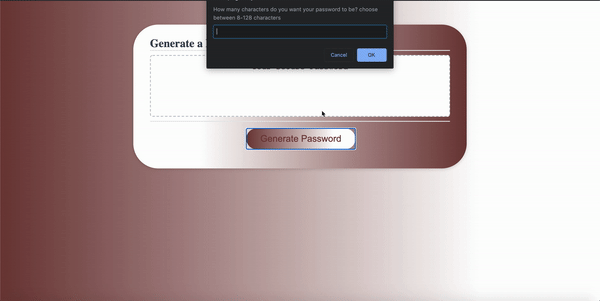 How many characters do you want your password to be? choose
between 8-128 characters
Cancel
OK
Generate a
Generate Password